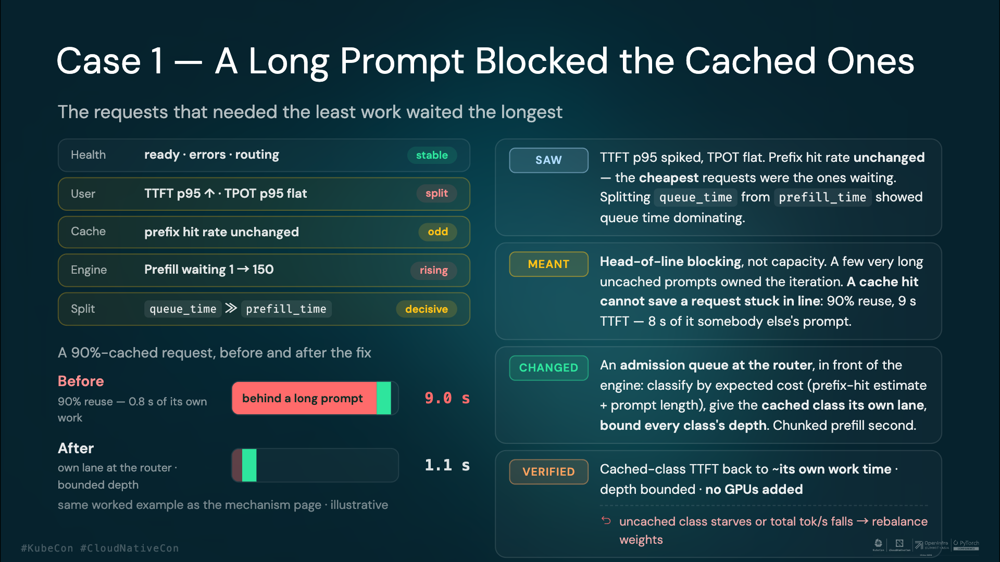 Case 1 — A Long Prompt Blocked the Cached Ones
The requests that needed the least work waited the longest
Health ready · errors · routing stable
User TTFT p95 ↑ · TPOT p95 flat split
Cache prefix hit rate unchanged odd
Engine Prefill waiting 1 → 150 rising
Split queue_time ≫ prefill_time decisive
A 90%-cached request, before and after the fix
Before
90% reuse — 0.8 s of its own
work
behind a long prompt
9.0 s
After
own lane at the router ·
bounded depth
1.1 s
same worked example as the mechanism page · illustrative
SAW
TTFT p95 spiked, TPOT flat. Prefix hit rate unchanged
— the cheapest requests were the ones waiting.
Splitting queue_time from prefill_time showed
queue time dominating.
MEANT
Head-of-line blocking, not capacity. A few very long
uncached prompts owned the iteration. A cache hit
cannot save a request stuck in line: 90% reuse, 9 s
TTFT — 8 s of it somebody else's prompt.
CHANGED
An admission queue at the router, in front of the
engine: classify by expected cost (prefix-hit estimate
+ prompt length), give the cached class its own lane,
bound every class's depth. Chunked prefill second.
VERIFIED
Cached-class TTFT back to ~its own work time ·
depth bounded · no GPUs added
uncached class starves or total tok/s falls → rebalance
weights
#KubeCon #CloudNativeCon
KubeCon
CloudNativeCon
OpenInfra
SUMMIT ASIA
PyTorch
CONFERENCE